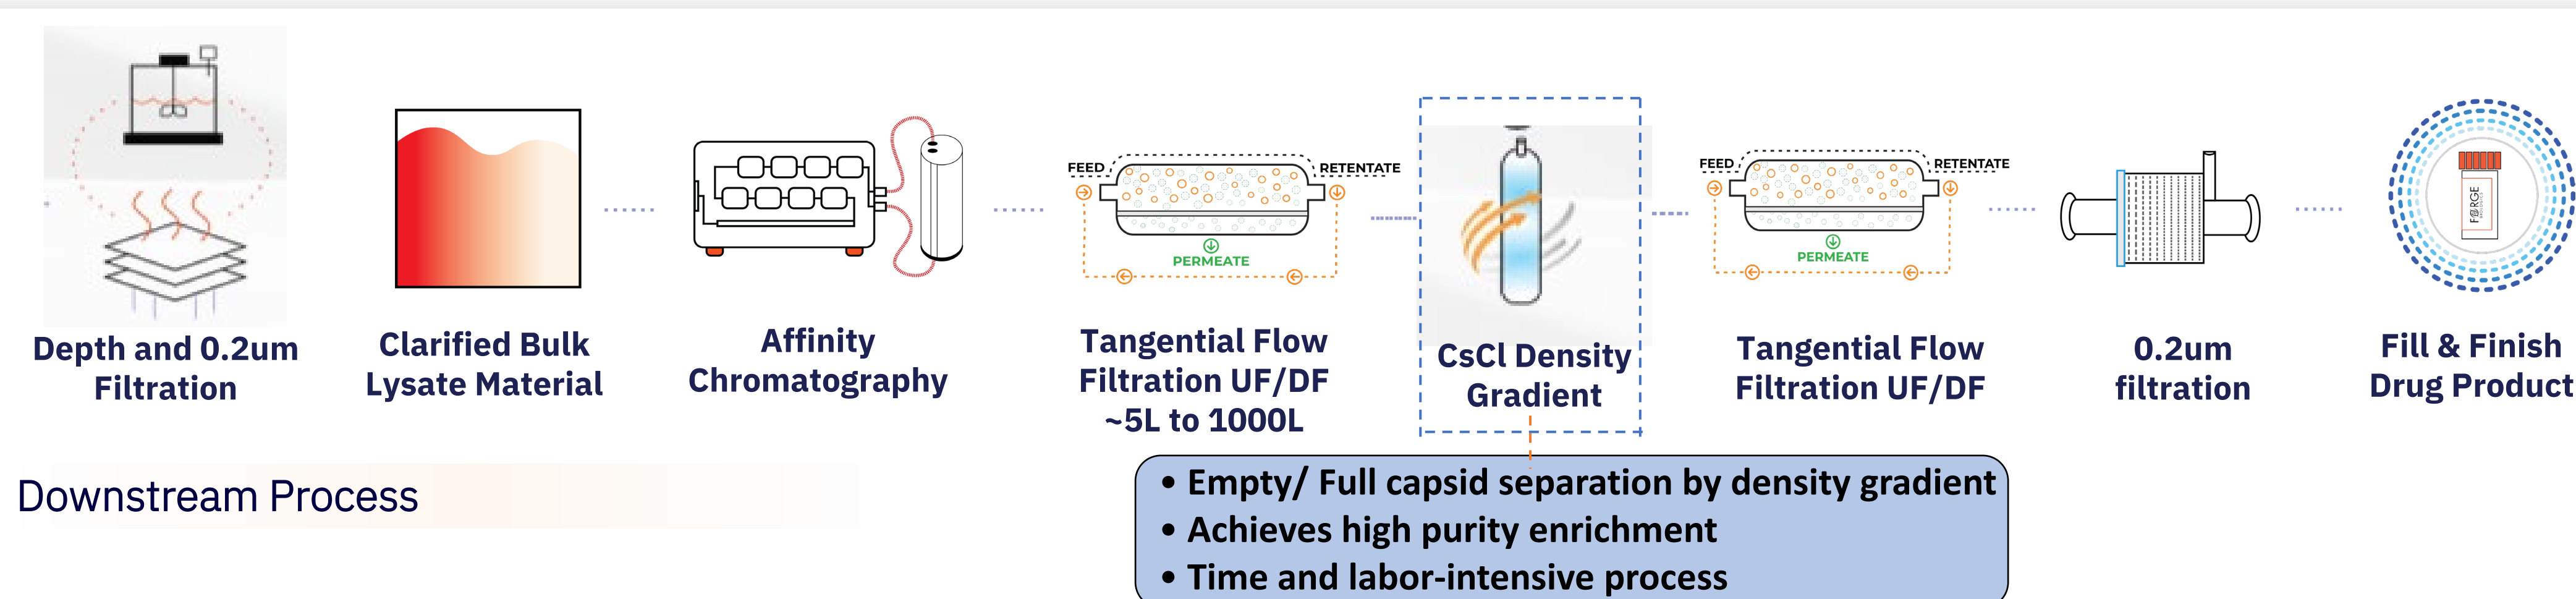 FEED
RETENTATE
PERMEATE
FEED
RETENTATE
PERMEATE
FORGE
Depth and 0.2um
Filtration
Clarified Bulk
Lysate Material
Affinity
Chromatography
Tangential Flow
Filtration UF/DF
~5L to 1000L
CsCl Density
Gradient
Tangential Flow
Filtration UF/DF
0.2um
filtration
Fill & Finish
Drug Product
Downstream Process
• Empty/ Full capsid separation by density gradient
• Achieves high purity enrichment
• Time and labor-intensive process